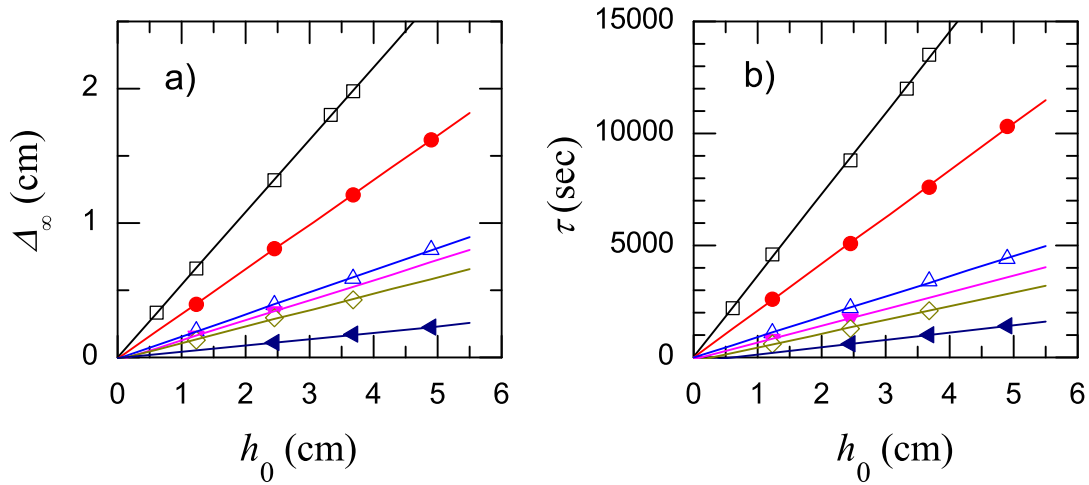 a)
2
1
0
Δ∞ (cm)
0 1 2 3 4 5 6
h0 (cm)
b)
15000
10000
5000
0
τ (sec)
0 1 2 3 4 5 6
h0 (cm)